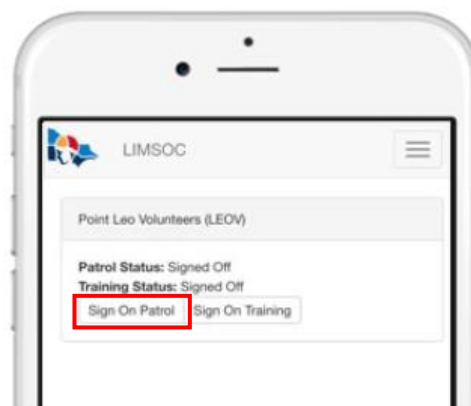 LIMSOC
Point Leo Volunteers (LEOV)
Patrol Status: Signed Off
Training Status: Signed Off
Sign On Patrol Sign On Training